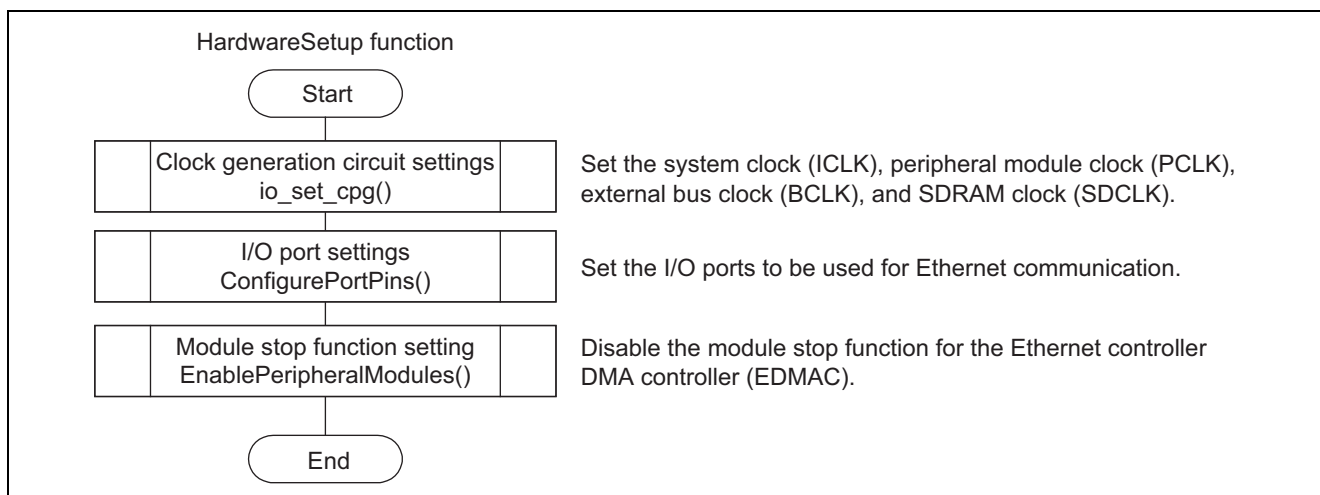 HardwareSetup function
Start
Clock generation circuit settings
io_set_cpg()
Set the system clock (ICLK), peripheral module clock (PCLK),
external bus clock (BCLK), and SDRAM clock (SDCLK).
I/O port settings
ConfigurePortPins()
Set the I/O ports to be used for Ethernet communication.
Module stop function setting
EnablePeripheralModules()
Disable the module stop function for the Ethernet controller
DMA controller (EDMAC).
End